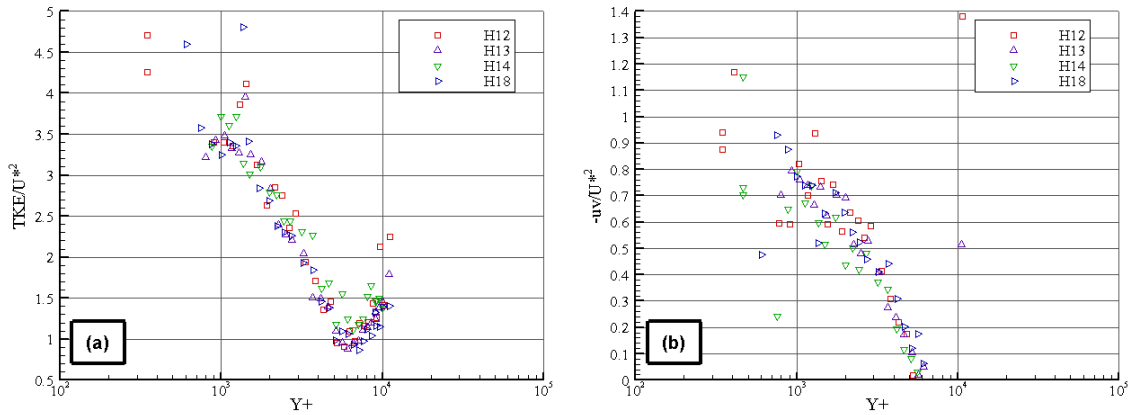 5
4.5
4
3.5
3
2.5
2
1.5
1
0.5
TKE/U*²
10²
10³
10⁴
10⁵
Y+
H12
H13
H14
H18
(a)
1.4
1.3
1.2
1.1
1
0.9
0.8
0.7
0.6
0.5
0.4
0.3
0.2
0.1
0
-uv/U*²
10²
10³
10⁴
10⁵
Y+
H12
H13
H14
H18
(b)